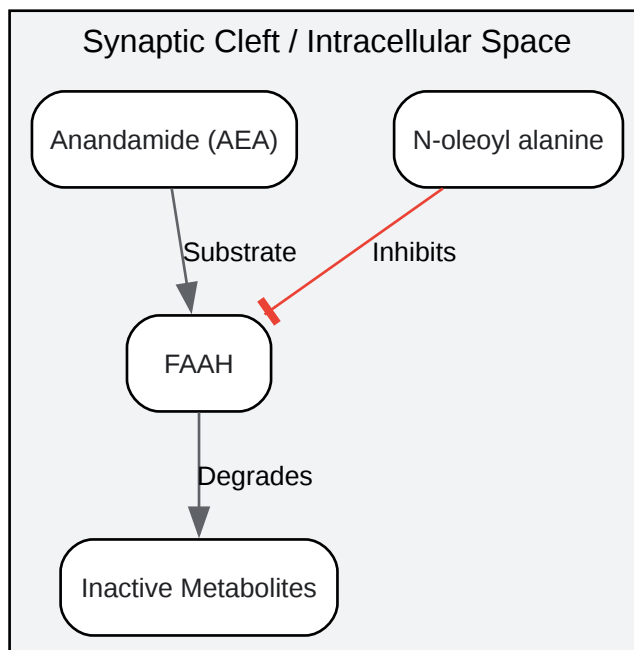 Synaptic Cleft / Intracellular Space
Anandamide (AEA)
N-oleoyl alanine
Substrate
Inhibits
FAAH
Degrades
Inactive Metabolites